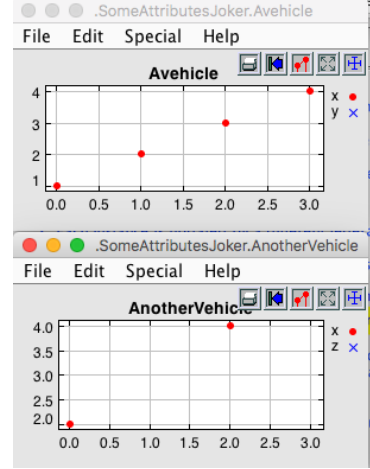 .SomeAttributesJoker.Avehicle
File Edit Special Help
Avehicle
x
y
4
3
2
1
0.0 0.5 1.0 1.5 2.0 2.5 3.0
.SomeAttributesJoker.AnotherVehicle
File Edit Special Help
AnotherVehicle
x
z
4.0
3.5
3.0
2.5
2.0
0.0 0.5 1.0 1.5 2.0 2.5 3.0